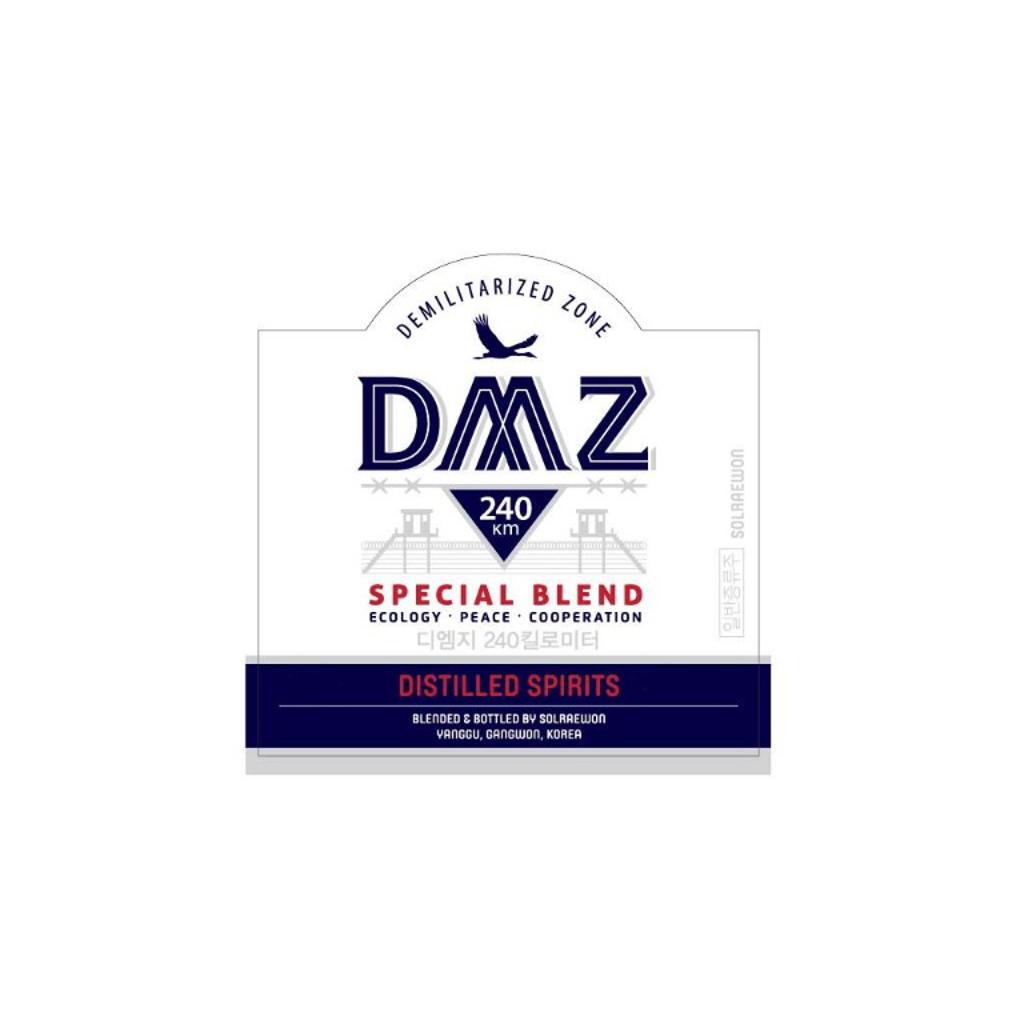 DEMILITARIZED ZONE
DMZ
240
KM
SPECIAL BLEND
ECOLOGY · PEACE · COOPERATION
디엠지 240킬로미터
SOLRAEWON
일반증류주
DISTILLED SPIRITS
BLENDED & BOTTLED BY SOLRAEWON
YANGGU, GANGWON, KOREA